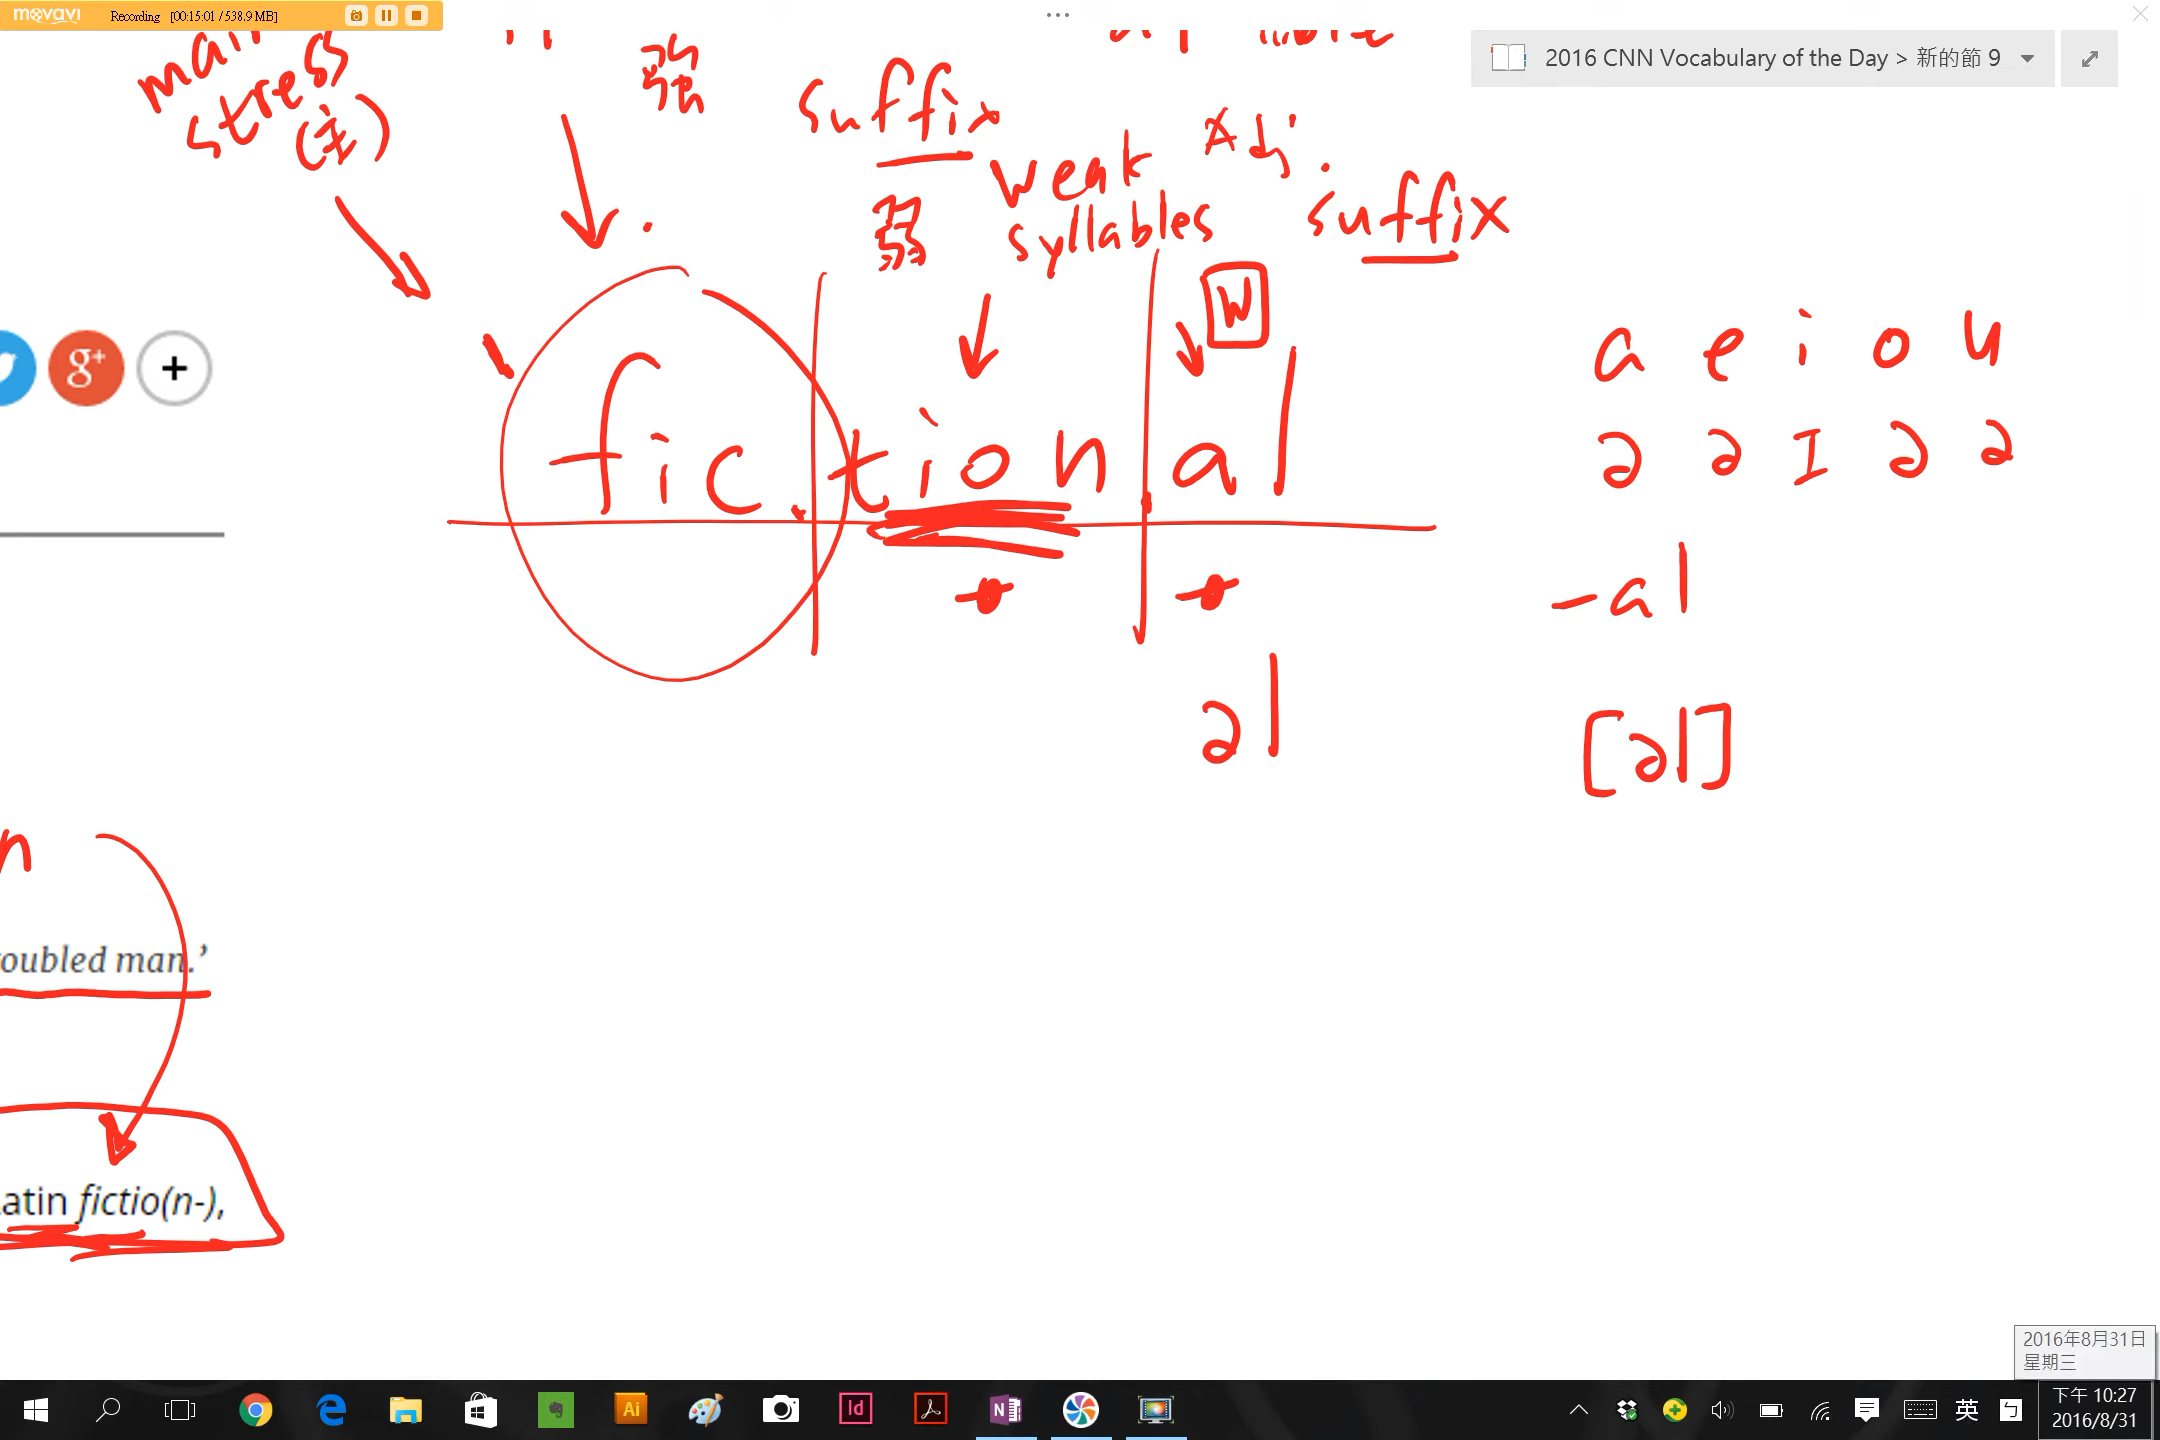 movavi Recording [00:15:01 / 538.9 MB]
2016 CNN Vocabulary of the Day > 新的節 9
main
stress
(主)
強
suffix
弱
weak
syllables
Adj.
suffix
W
fic.tion.al
əl
a e i o u
ə ə I ə ə
-al
[əl]
g+
+
n
oubled man.’
atin fictio(n-),
2016年8月31日
星期三
Ai
Id
N
英
ㄅ
下午 10:27
2016/8/31